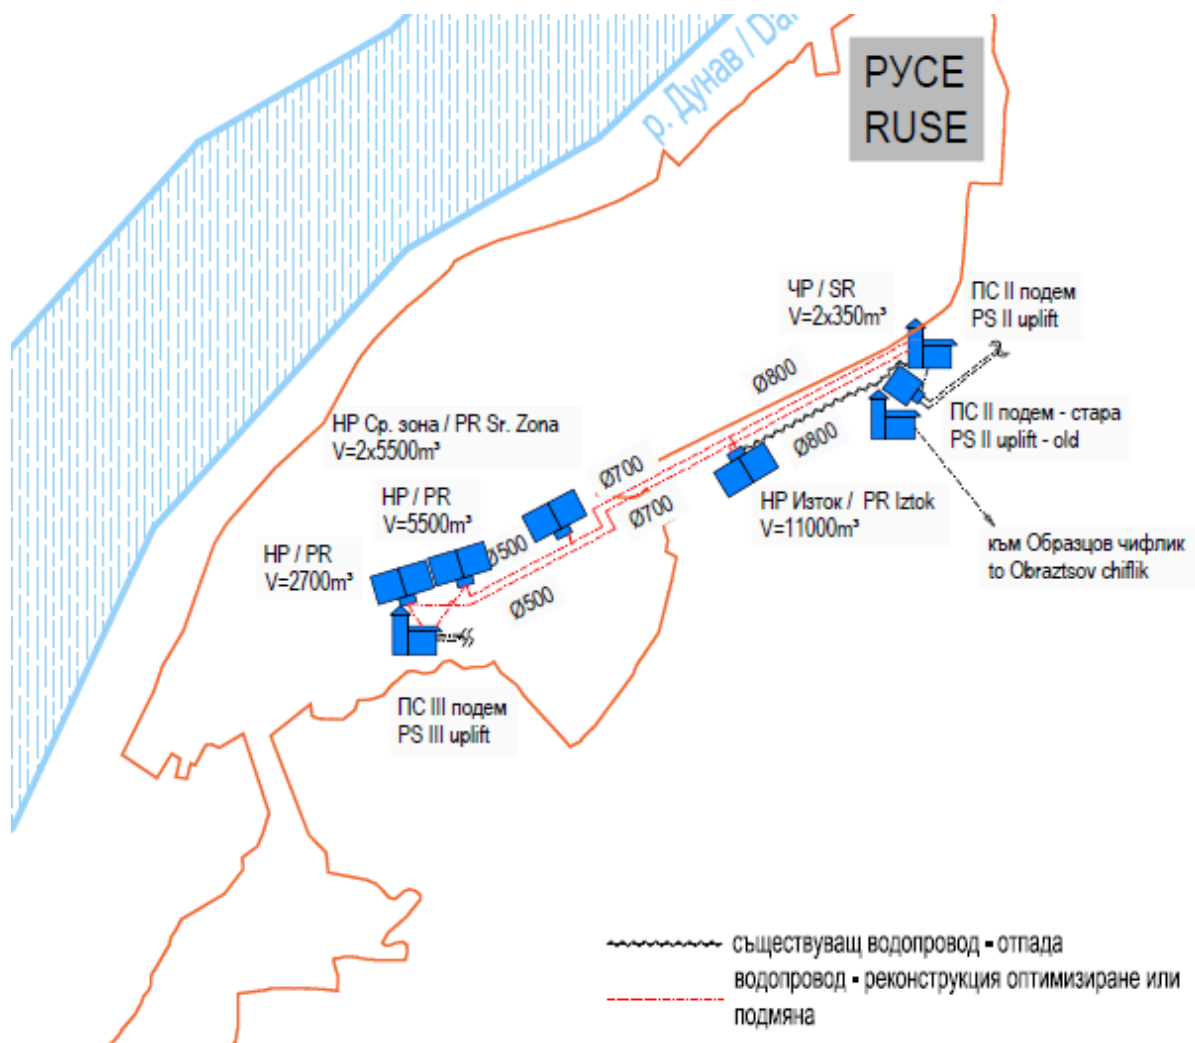 р. Дунав /
РУСЕ
RUSE
ЧР / SR
V=2x350m³
ПС II подем
PS II uplift
Ø800
ПС II подем - стара
PS II uplift - old
Ø800
НР Ср. зона / PR Sr. Zona
V=2x5500m³
Ø700
НР / PR
V=5500m³
НР Изток / PR Iztok
V=11000m³
Ø700
НР / PR
V=2700m³
Ø500
към Образцов чифлик
to Obraztsov chiflik
Ø500
ПС III подем
PS III uplift
съществуващ водопровод - отпада
водопровод - реконструкция оптимизиране или
подмяна